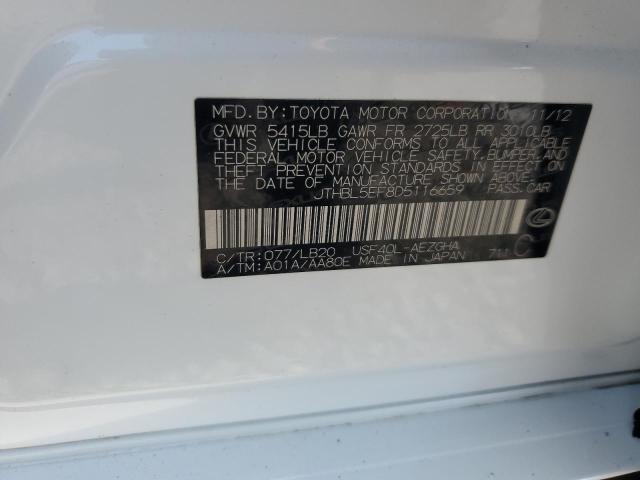 MFD. BY: TOYOTA MOTOR CORPORATION 11/12
GVWR 5415LB GAWR FR 2725LB RR 3010LB
THIS VEHICLE CONFORMS TO ALL APPLICABLE
FEDERAL MOTOR VEHICLE SAFETY, BUMPER, AND
THEFT PREVENTION STANDARDS IN EFFECT ON
THE DATE OF MANUFACTURE SHOWN ABOVE.
JTHBL5EF8D5116659 PASS. CAR
C/TR: 077/LB20 USF40L-AEZGHA
A/TM: A01A/AA80E MADE IN JAPAN 711 C